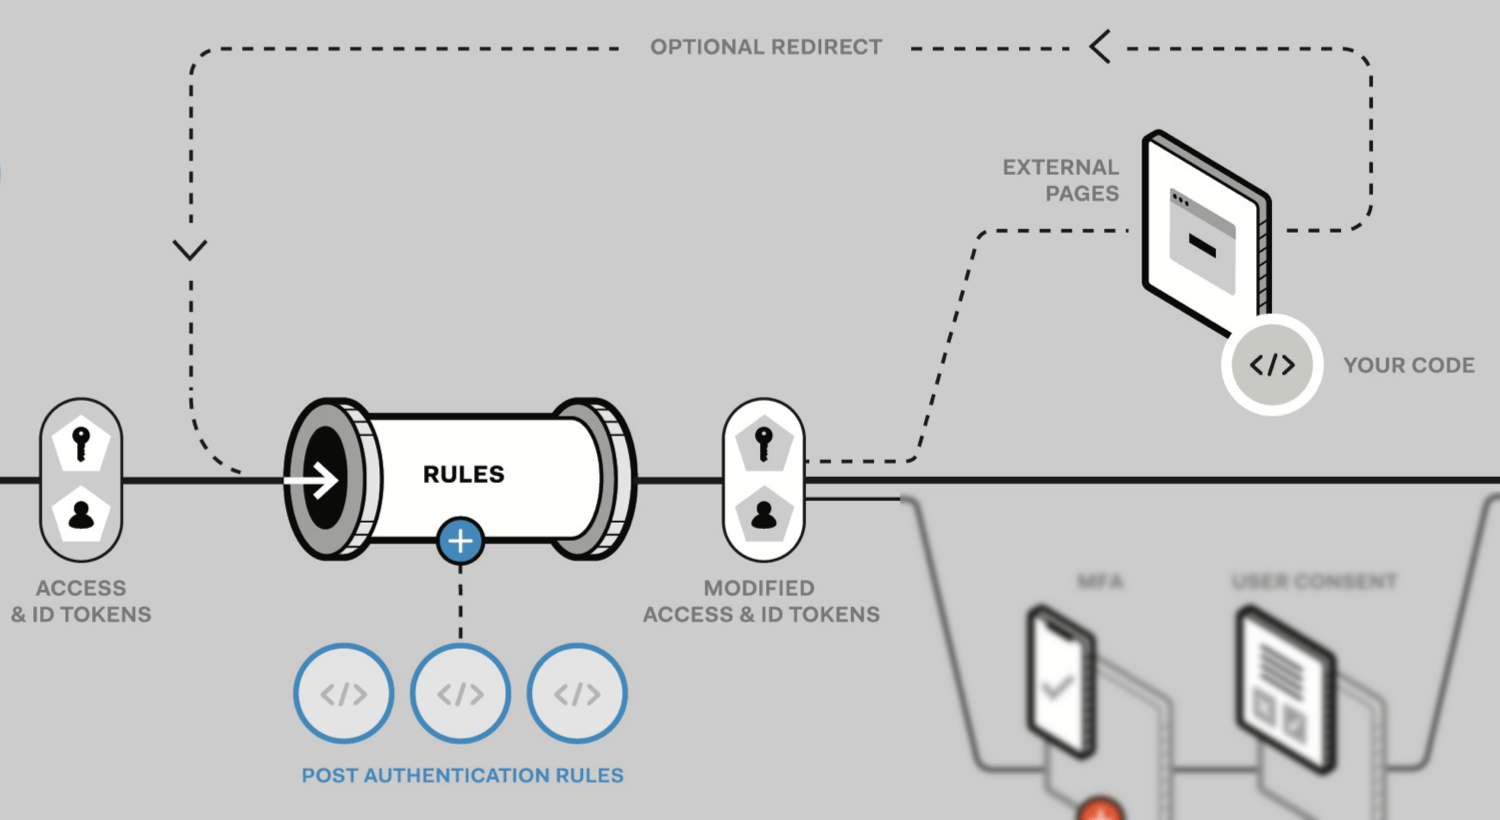 OPTIONAL REDIRECT
EXTERNAL
PAGES
</>
YOUR CODE
RULES
ACCESS
& ID TOKENS
MODIFIED
ACCESS & ID TOKENS
MFA
USER CONSENT
</> </> </>
POST AUTHENTICATION RULES